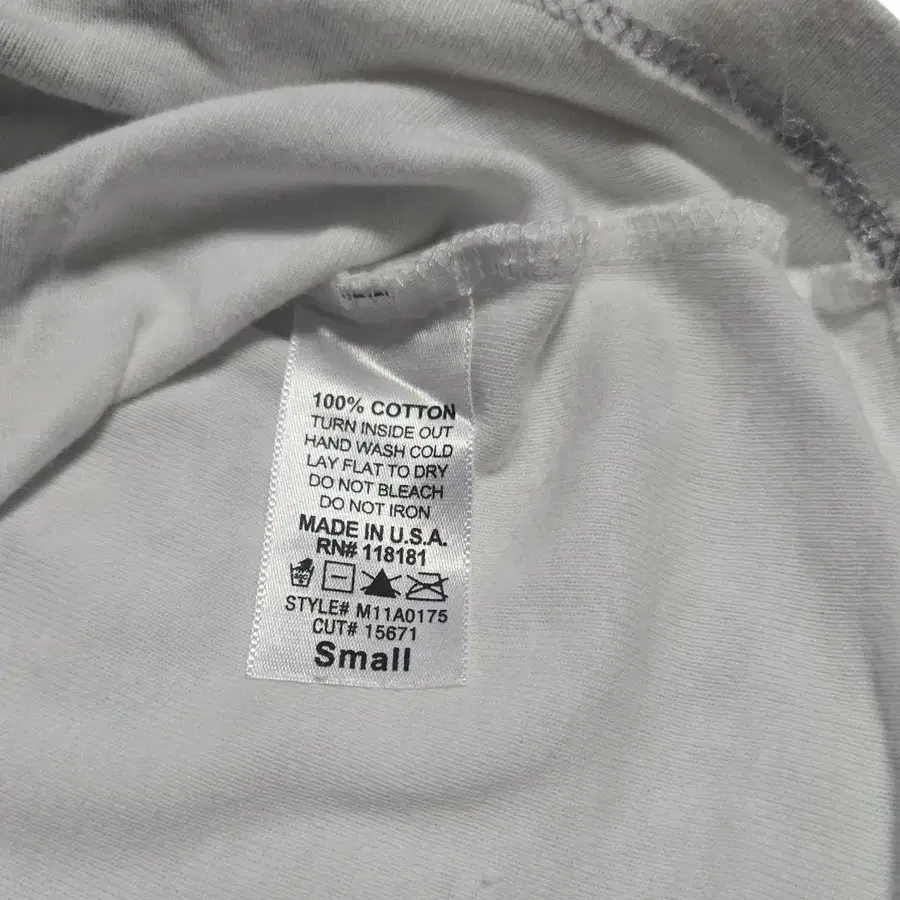 100% COTTON
TURN INSIDE OUT
HAND WASH COLD
LAY FLAT TO DRY
DO NOT BLEACH
DO NOT IRON
MADE IN U.S.A.
RN# 118181
STYLE# M11A0175
CUT# 15671
Small